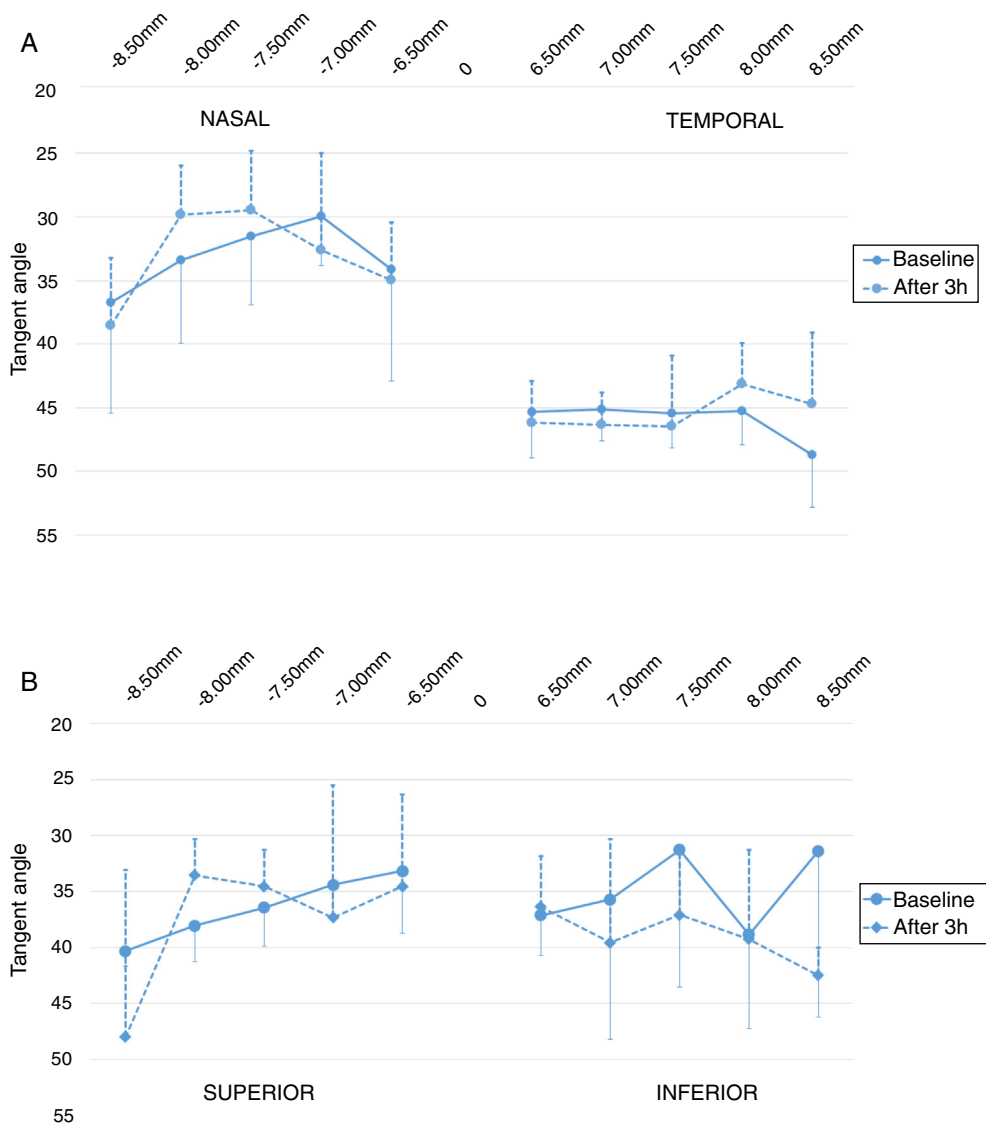 A
-8.50mm
-8.00mm
-7.50mm
-7.00mm
-6.50mm
0
6.50mm
7.00mm
7.50mm
8.00mm
8.50mm
20
25
30
35
40
45
50
55
Tangent angle
NASAL
TEMPORAL
Baseline
After 3h
B
-8.50mm
-8.00mm
-7.50mm
-7.00mm
-6.50mm
0
6.50mm
7.00mm
7.50mm
8.00mm
8.50mm
20
25
30
35
40
45
50
55
Tangent angle
Baseline
After 3h
SUPERIOR
INFERIOR